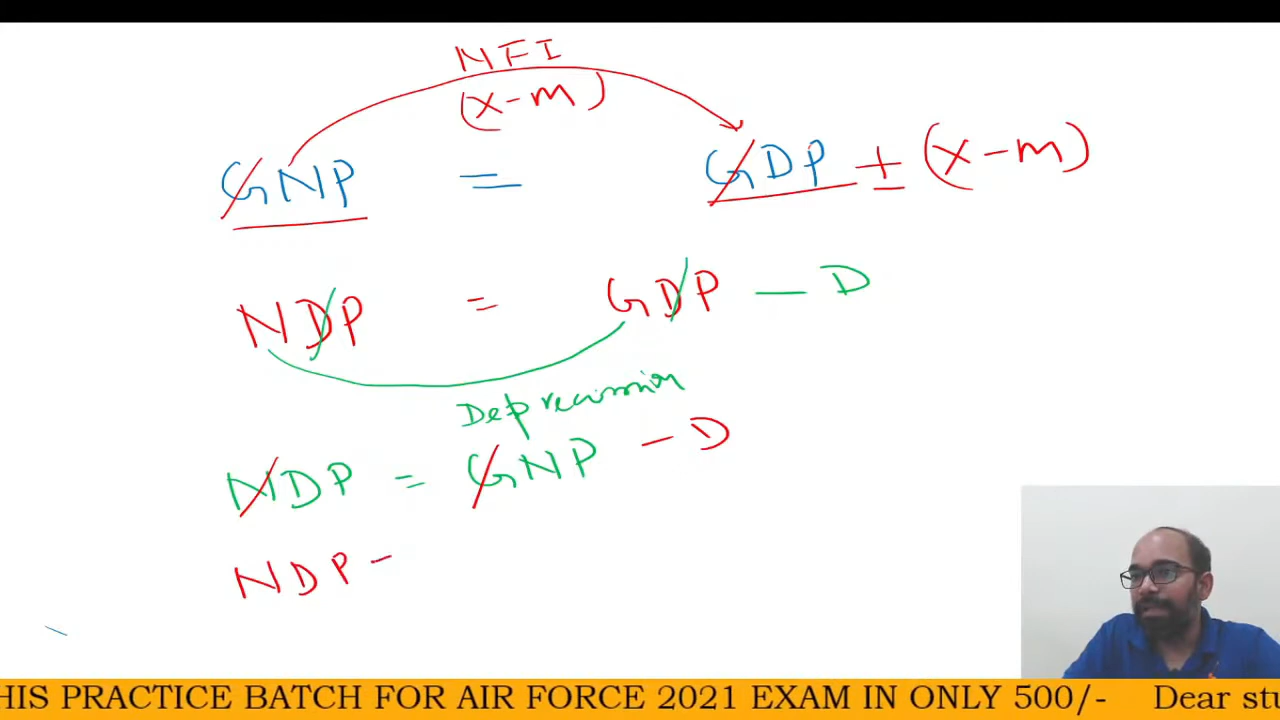 NFI
(x-m)
GNP = GDP ± (x-m)
NDP = GDP - D
NDP = GNP - D
NDP -
HIS PRACTICE BATCH FOR AIR FORCE 2021 EXAM IN ONLY 500/- Dear stu